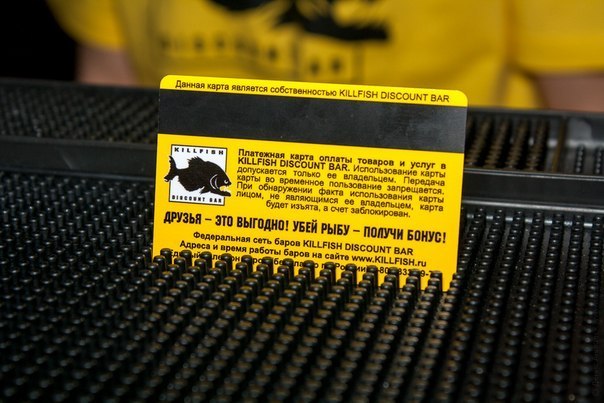 Данная карта является собственностью KILLFISH DISCOUNT BAR
KILLFISH
DISCOUNT BAR
Платежная карта оплаты товаров и услуг в
KILLFISH DISCOUNT BAR. Использование карты
допускается только ее владельцем. Передача
карты во временное пользование запрещается.
При обнаружении факта использования карты
лицом, не являющимся ее владельцем, карта
будет изъята, а счет заблокирован.
ДРУЗЬЯ – ЭТО ВЫГОДНО! УБЕЙ РЫБУ – ПОЛУЧИ БОНУС!
Федеральная сеть баров KILLFISH DISCOUNT BAR
Адреса и время работы баров на сайте www.KILLFISH.ru